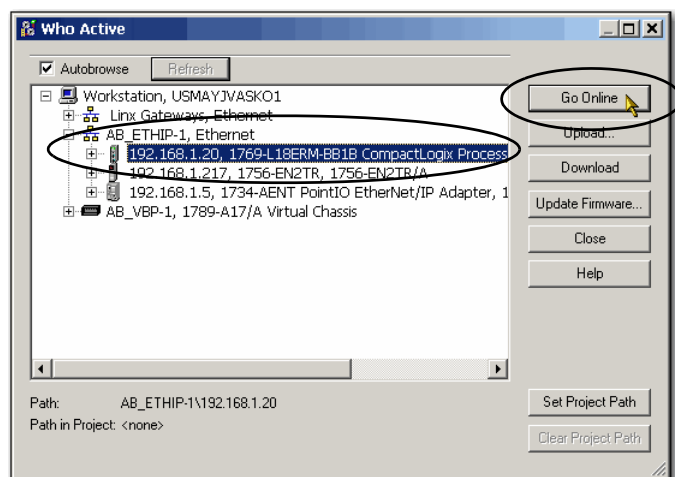 Who Active
Autobrowse
Refresh
Workstation, USMAYJVASKO1
Linx Gateways, Ethernet
AB_ETHIP-1, Ethernet
192.168.1.20, 1769-L18ERM-BB1B CompactLogix Process
192.168.1.217, 1756-EN2TR, 1756-EN2TR/A
192.168.1.5, 1734-AENT PointIO EtherNet/IP Adapter, 1
AB_VBP-1, 1789-A17/A Virtual Chassis
Go Online
Upload...
Download
Update Firmware...
Close
Help
Path: AB_ETHIP-1\192.168.1.20
Path in Project: <none>
Set Project Path
Clear Project Path